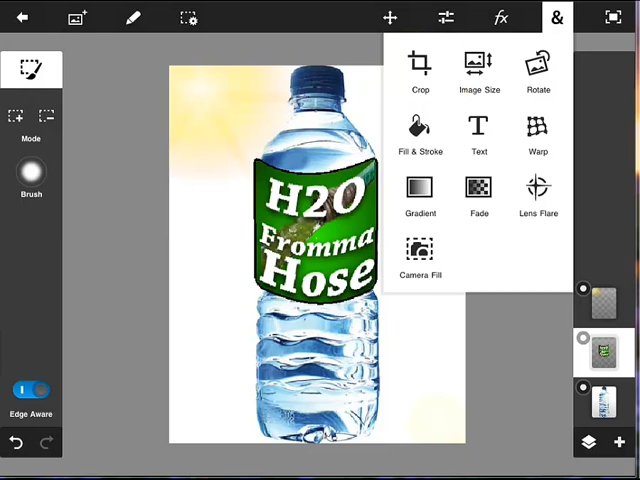 fx
&
Crop
Image Size
Rotate
Mode
Fill & Stroke
Text
Warp
Brush
Gradient
Fade
Lens Flare
Camera Fill
H2O
Fromma
Hose
Edge Aware